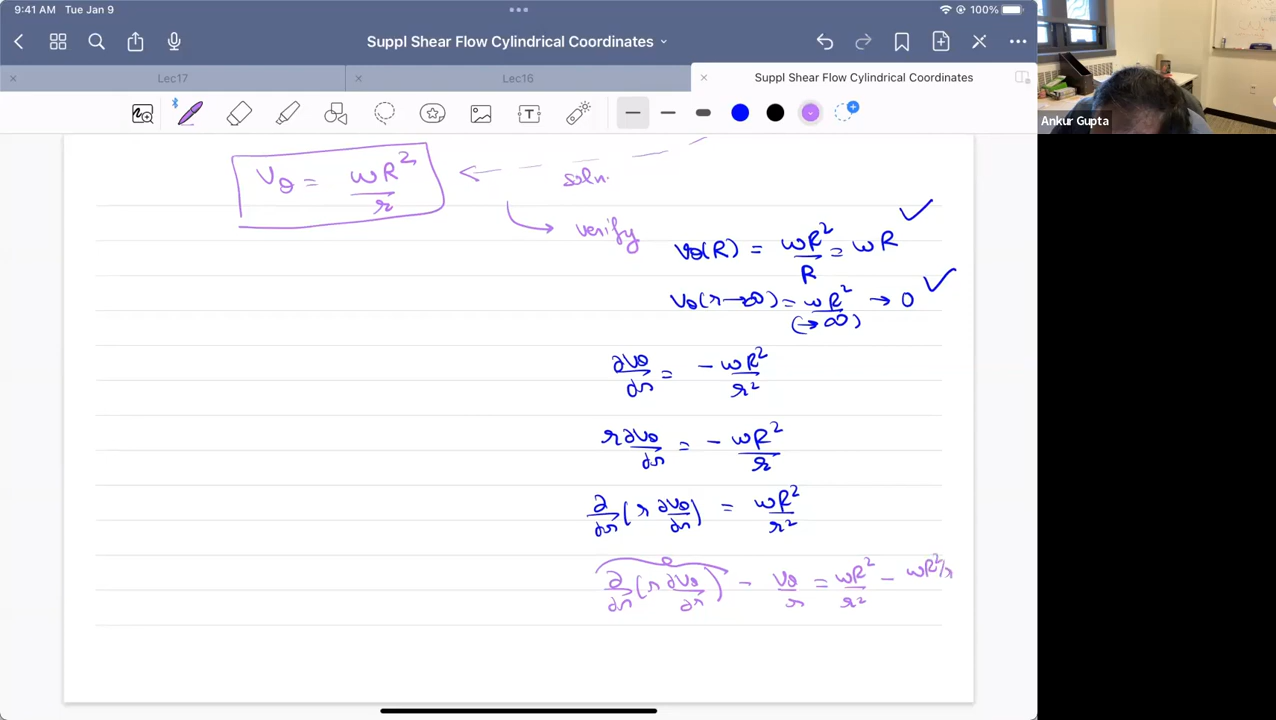 9:41 AM Tue Jan 9
100%
Suppl Shear Flow Cylindrical Coordinates
Lec17
Lec16
Suppl Shear Flow Cylindrical Coordinates
Ankur Gupta
vθ = ωR²/r ← soln.
verify
vθ(R) = ωR²/R = ωR ✓
vθ(r→∞) = ωR²/(→∞) → 0 ✓
∂vθ/∂r = -ωR²/r²
r∂vθ/∂r = -ωR²/r
∂/∂r(r ∂vθ/∂r) = ωR²/r²
∂/∂r(r ∂vθ/∂r) - vθ/r = ωR²/r² - ωR²/r